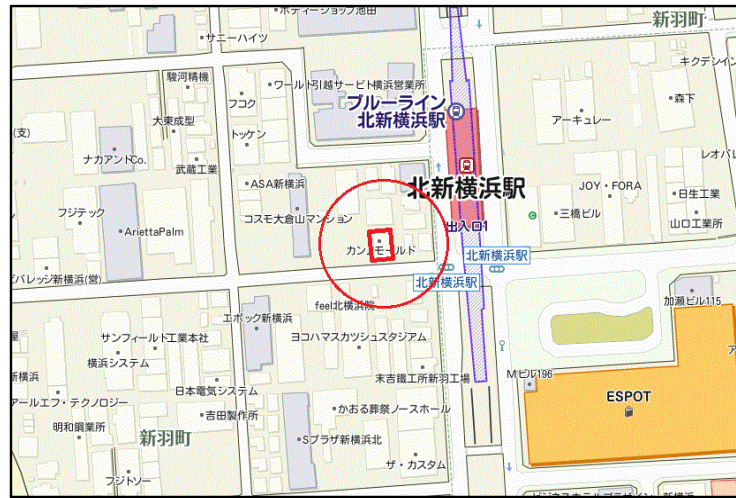 ボディーショップ池田
新羽町
サニーハイツ
キクデンイン
駿河精機
ワールド引越サービト横浜営業所
フコク
ブルーライン
北新横浜駅
森下
大東成型
アーキュレー
(支)
トッケン
ナカアントCo.
武蔵工業
レオパレ
ASA新横浜
北新横浜駅
JOY・FORA
日生工業
フジテック
コスモ大倉山マンション
三橋ビル
山口工業所
AriettaPalm
出入口1
カンノモールド
北新横浜駅
北新横浜駅
ビバレッジ新横浜(営)
feel北横浜院
加瀬ビル115
エポック新横浜
サンフィールド工業本社
ヨコハマスカッシュスタジアム
横浜システム
新横浜
末吉鐵工所新羽工場
Mビル196
日本電気システム
ESPOT
アールエフ・テクノロジー
吉田製作所
かおる葬祭ノースホール
明和鋼業所
新羽町
Sプラザ新横浜北
ザ・カスタム
フジトソー